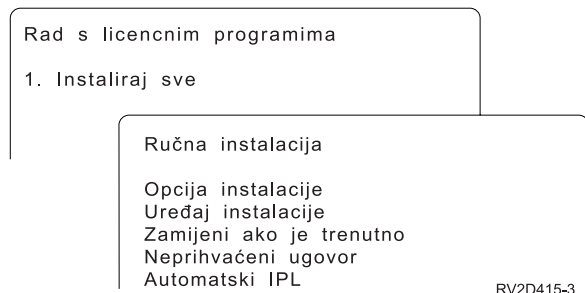 Rad s licencnim programima
1. Instaliraj sve
Ručna instalacija
Opcija instalacije
Uređaj instalacije
Zamijeni ako je trenutno
Neprihvaćeni ugovor
Automatski IPL
RV2D415-3